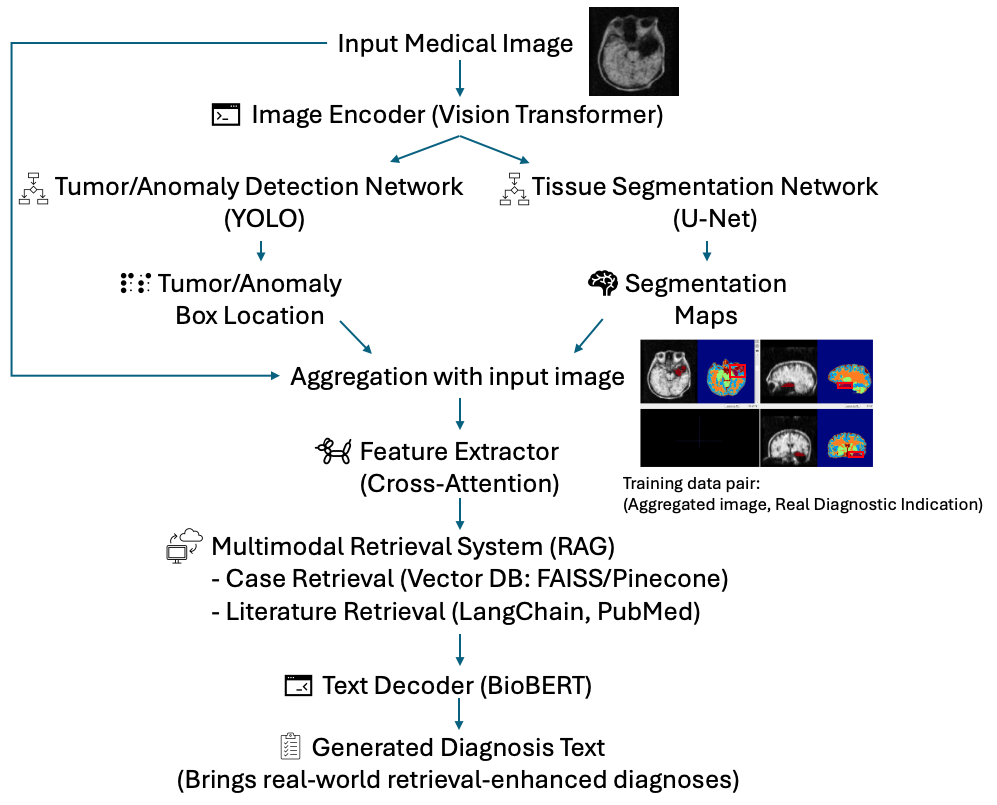 Input Medical Image
Image Encoder (Vision Transformer)
Tumor/Anomaly Detection Network
(YOLO)
Tissue Segmentation Network
(U-Net)
Tumor/Anomaly
Box Location
Segmentation
Maps
Aggregation with input image
Training data pair:
(Aggregated image, Real Diagnostic Indication)
Feature Extractor
(Cross-Attention)
Multimodal Retrieval System (RAG)
- Case Retrieval (Vector DB: FAISS/Pinecone)
- Literature Retrieval (LangChain, PubMed)
Text Decoder (BioBERT)
Generated Diagnosis Text
(Brings real-world retrieval-enhanced diagnoses)